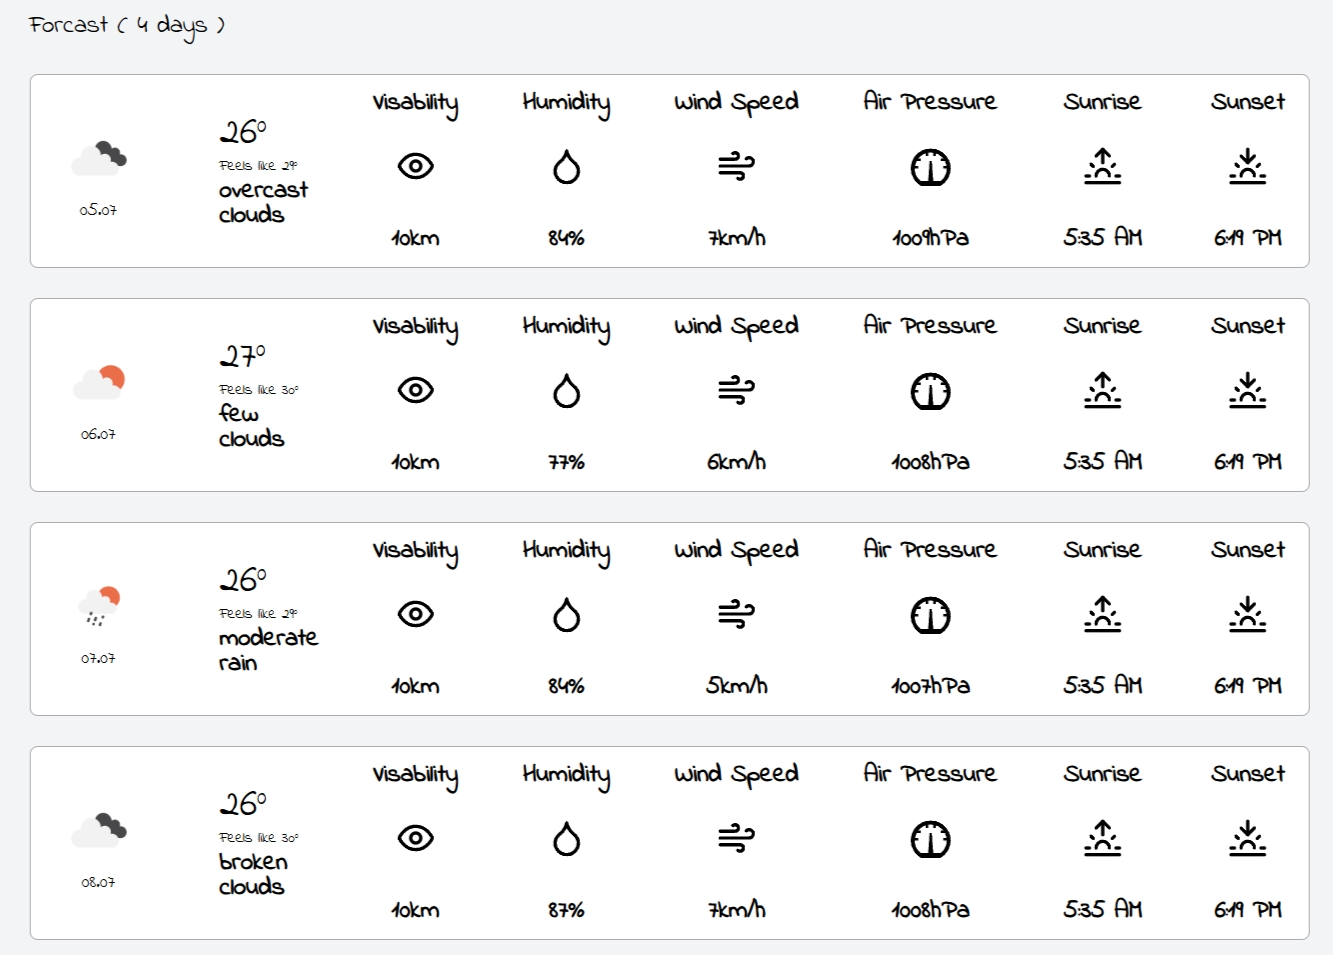 Forcast ( 4 days )
Visability Humidity Wind Speed Air Pressure Sunrise Sunset
26°
Feels like 29°
overcast
clouds
05.07
10km 84% 7km/h 1009hPa 5:35 AM 6:19 PM
Visability Humidity Wind Speed Air Pressure Sunrise Sunset
27°
Feels like 30°
few
clouds
06.07
10km 77% 6km/h 1008hPa 5:35 AM 6:19 PM
Visability Humidity Wind Speed Air Pressure Sunrise Sunset
26°
Feels like 29°
moderate
rain
07.07
10km 84% 5km/h 1007hPa 5:35 AM 6:19 PM
Visability Humidity Wind Speed Air Pressure Sunrise Sunset
26°
Feels like 30°
broken
clouds
08.07
10km 87% 7km/h 1008hPa 5:35 AM 6:19 PM